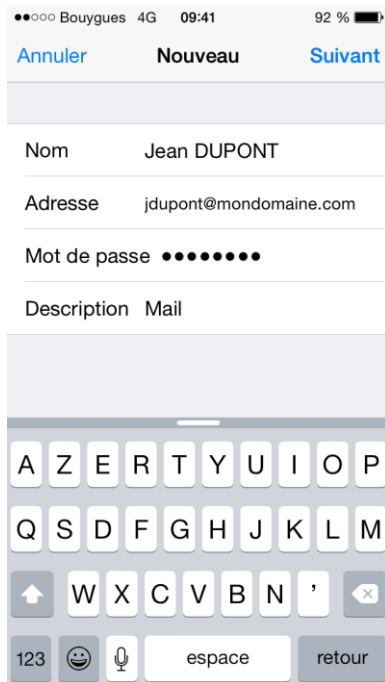 Bouygues 4G 09:41 92 %
Annuler Nouveau Suivant
Nom Jean DUPONT
Adresse jdupont@mondomaine.com
Mot de passe ●●●●●●●●
Description Mail
A Z E R T Y U I O P
Q S D F G H J K L M
W X C V B N ’
123 espace retour